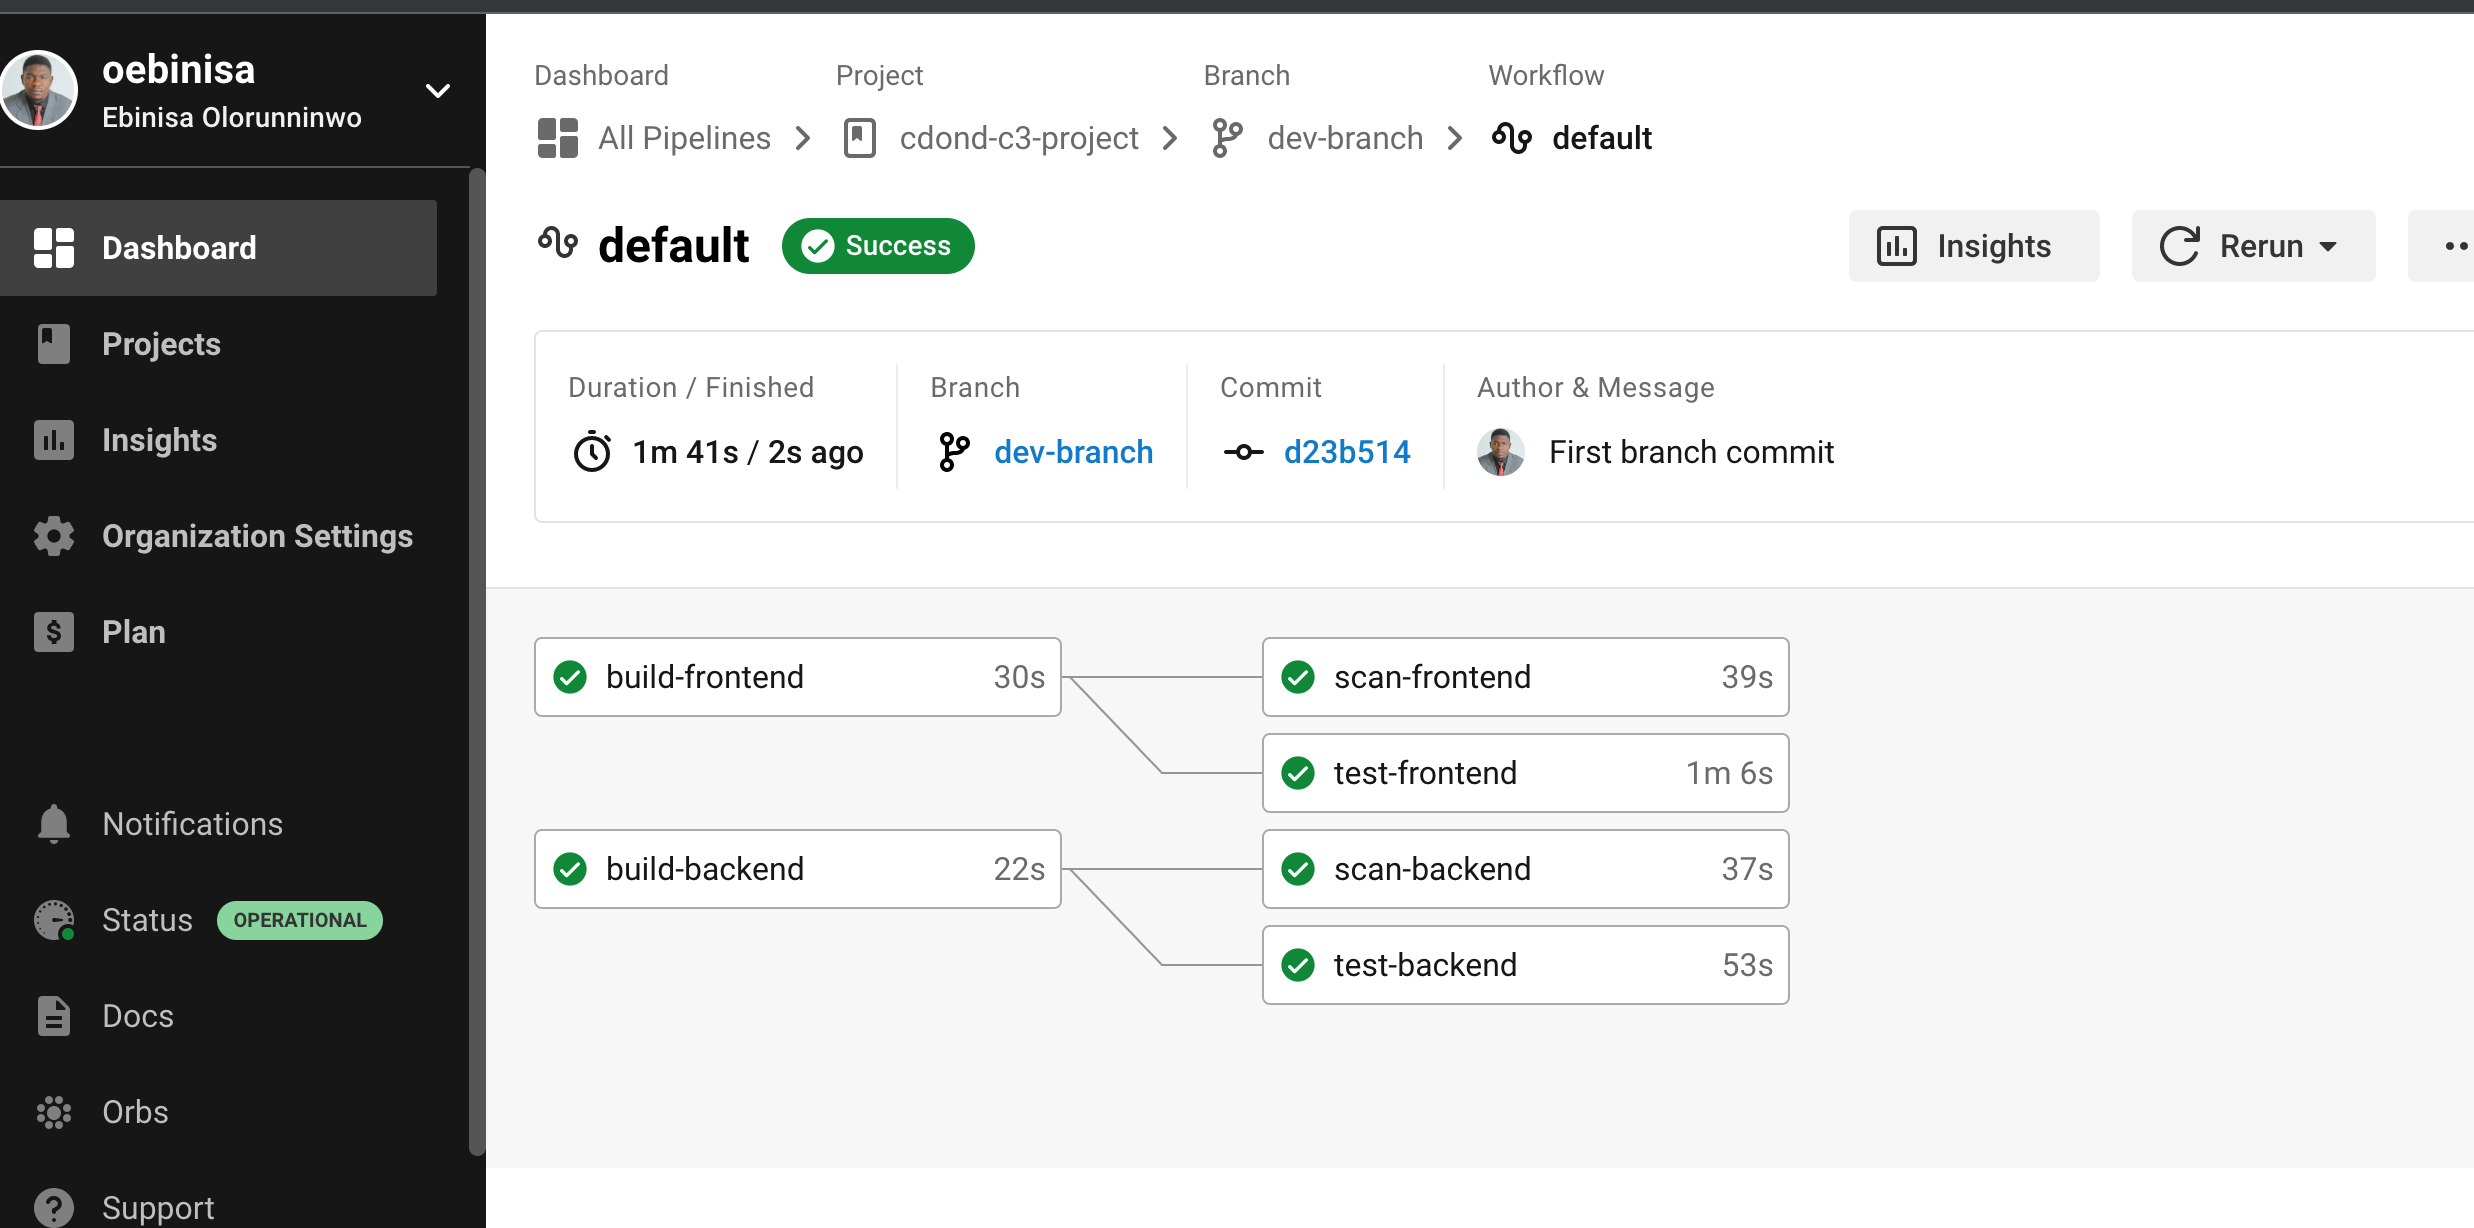 oebinisa
Ebinisa Olorunninwo
Dashboard
Projects
Insights
Organization Settings
Plan
Notifications
Status OPERATIONAL
Docs
Orbs
Support
Dashboard Project Branch Workflow
All Pipelines cdond-c3-project dev-branch default
default Success Insights Rerun
Duration / Finished Branch Commit Author & Message
1m 41s / 2s ago dev-branch d23b514 First branch commit
build-frontend 30s scan-frontend 39s
test-frontend 1m 6s
build-backend 22s scan-backend 37s
test-backend 53s